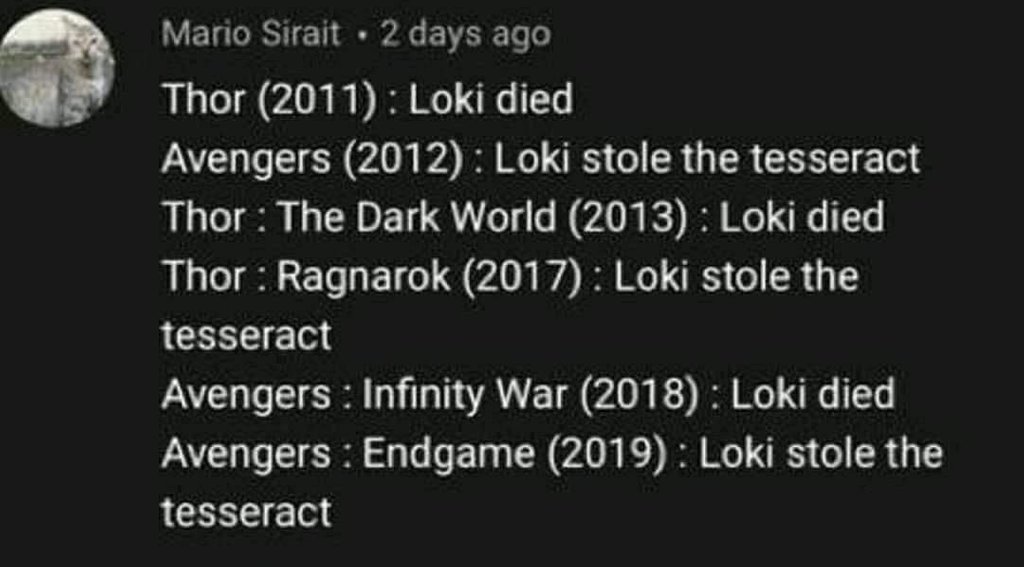 Mario Sirait • 2 days ago
Thor (2011) : Loki died
Avengers (2012) : Loki stole the tesseract
Thor : The Dark World (2013) : Loki died
Thor : Ragnarok (2017) : Loki stole the
tesseract
Avengers : Infinity War (2018) : Loki died
Avengers : Endgame (2019) : Loki stole the
tesseract